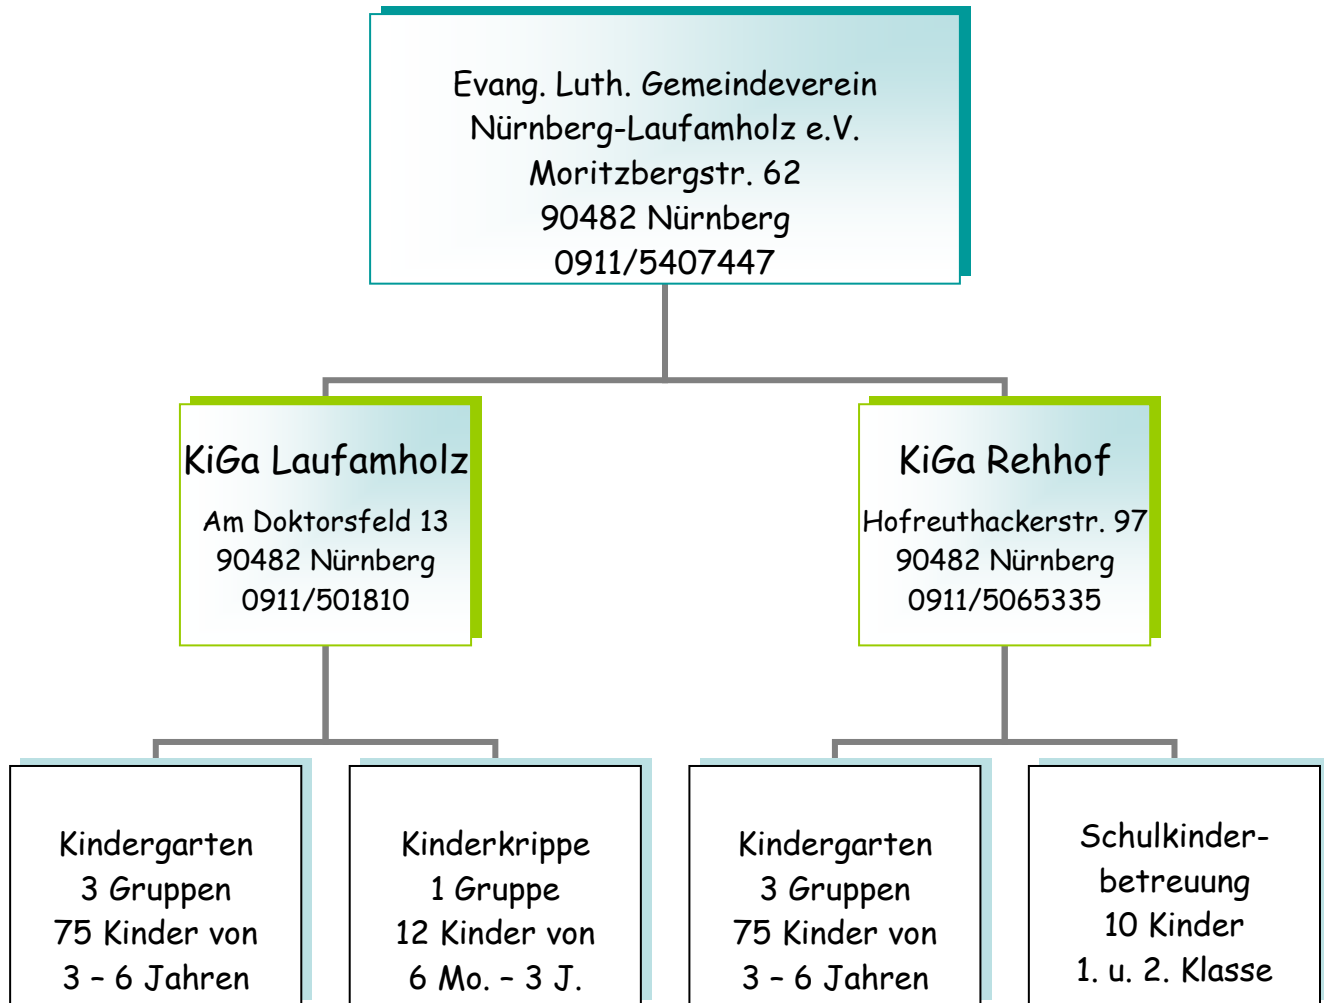 Evang. Luth. Gemeindeverein
Nürnberg-Laufamholz e.V.
Moritzbergstr. 62
90482 Nürnberg
0911/5407447
KiGa Laufamholz
Am Doktorsfeld 13
90482 Nürnberg
0911/501810
KiGa Rehhof
Hofreuthackerstr. 97
90482 Nürnberg
0911/5065335
Kindergarten
3 Gruppen
75 Kinder von
3 – 6 Jahren
Kinderkrippe
1 Gruppe
12 Kinder von
6 Mo. – 3 J.
Kindergarten
3 Gruppen
75 Kinder von
3 – 6 Jahren
Schulkinder-
betreuung
10 Kinder
1. u. 2. Klasse